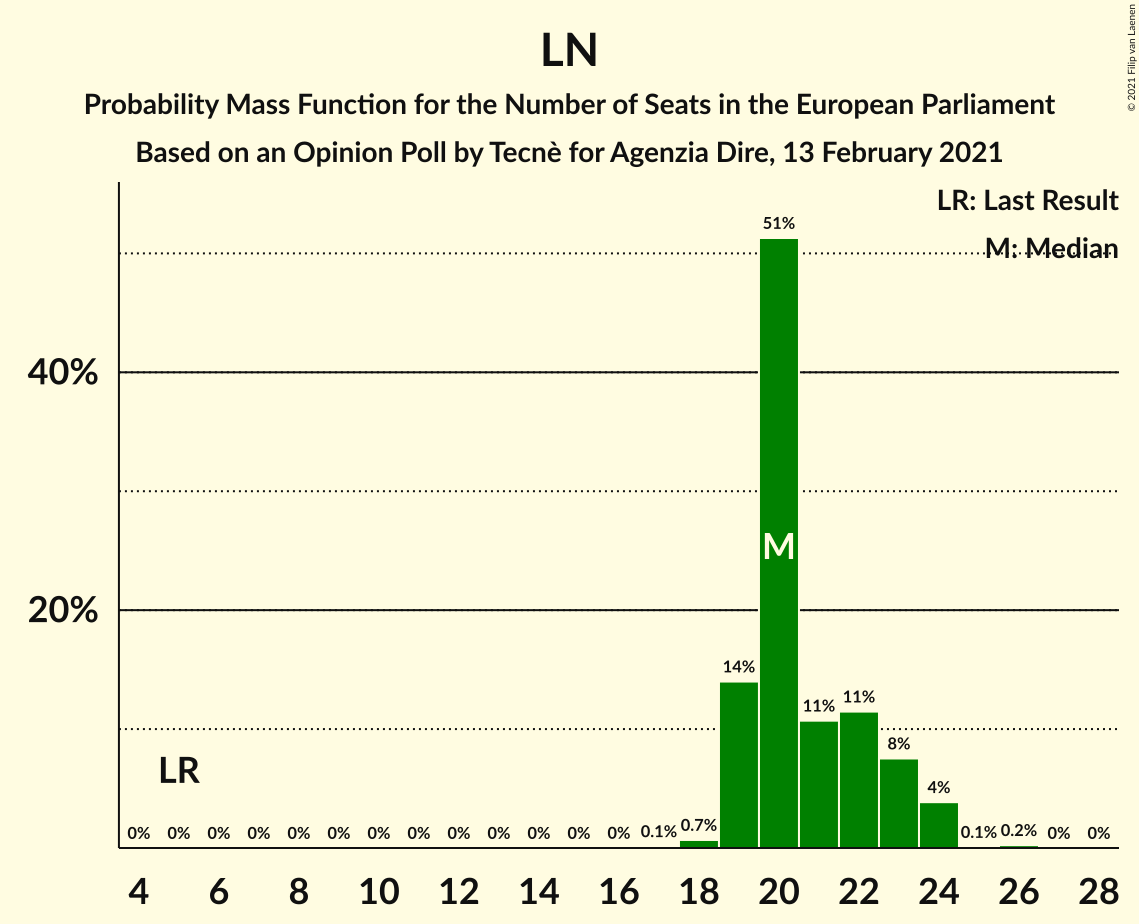 LN
Probability Mass Function for the Number of Seats in the European Parliament
Based on an Opinion Poll by Tecnè for Agenzia Dire, 13 February 2021
© 2021 Filip van Laenen
LR: Last Result
M: Median
51%
40%
M
20%
14%
11%
11%
8%
4%
LR
0% 0% 0% 0% 0% 0% 0% 0% 0% 0% 0% 0% 0% 0.1% 0.7% 0.1% 0.2% 0% 0%
4 6 8 10 12 14 16 18 20 22 24 26 28